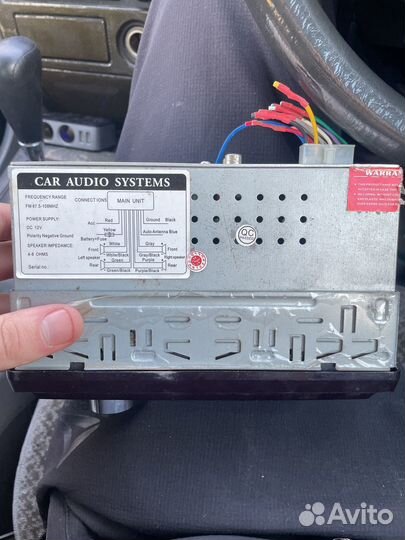 CAR AUDIO SYSTEMS
FREQUENCY RANGE
FM 87.5-108MHZ
POWER SUPPLY:
DC 12V
Polarity Negative Ground
SPEAKER IMPEDANCE:
4-8 OHMS
Serial no.:
CONNECTIONS
MAIN UNIT
Acc
Red
Yellow
Battery+Fuse
Ground
Black
Auto Antenna
Blue
White
Front
White/Black
Left speaker
Green
Rear
Green/Black
Gray
Front
Gray/Black
Right speaker
Purple
Rear
Purple/Black
QC
WARRA
Avito